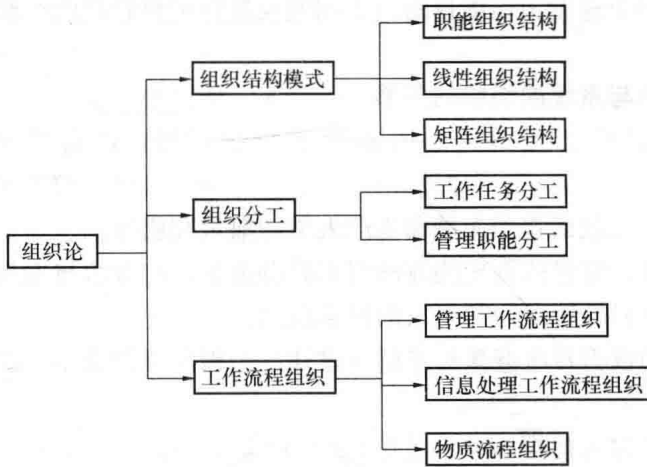 组织论
组织结构模式
职能组织结构
线性组织结构
矩阵组织结构
组织分工
工作任务分工
管理职能分工
工作流程组织
管理工作流程组织
信息处理工作流程组织
物质流程组织